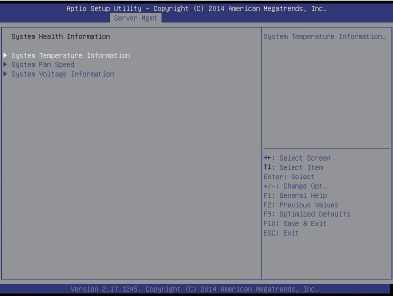 Aptio Setup Utility – Copyright (C) 2014 American Megatrends, Inc.
Server Mgmt
System Health Information
System Temperature Information
System Fan Speed
System Voltage Information
System Temperature Information.
→←: Select Screen
↑↓: Select Item
Enter: Select
+/-: Change Opt.
F1: General Help
F2: Previous Values
F9: Optimized Defaults
F10: Save & Exit
ESC: Exit
Version 2.17.1245. Copyright (C) 2014 American Megatrends, Inc.